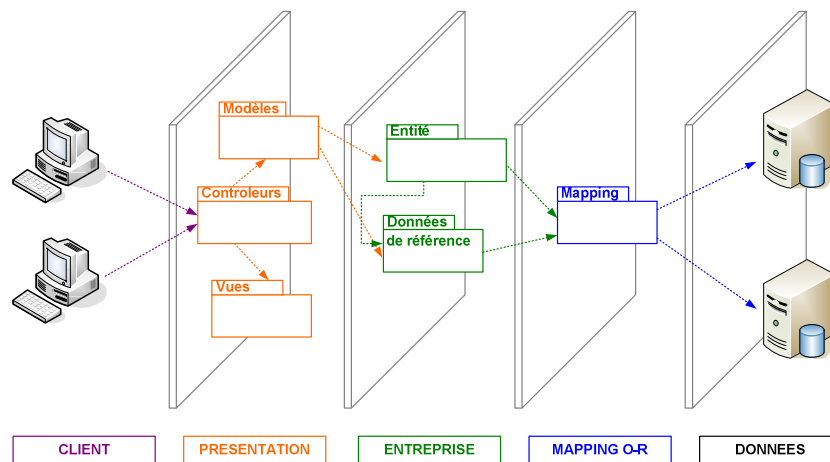 Modèles
Entité
Controleurs
Mapping
Données
de référence
Vues
CLIENT
PRESENTATION
ENTREPRISE
MAPPING O-R
DONNEES